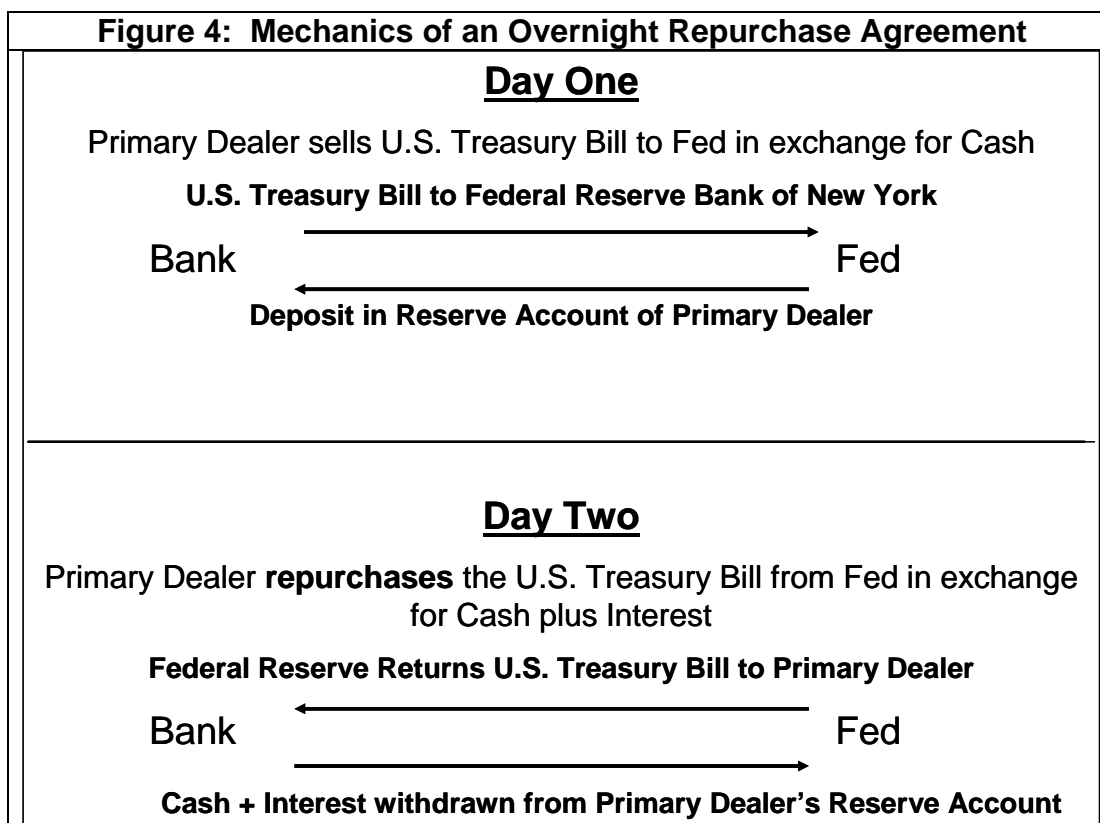 Figure 4: Mechanics of an Overnight Repurchase Agreement
Day One
Primary Dealer sells U.S. Treasury Bill to Fed in exchange for Cash
U.S. Treasury Bill to Federal Reserve Bank of New York
Bank Fed
Deposit in Reserve Account of Primary Dealer
Day Two
Primary Dealer repurchases the U.S. Treasury Bill from Fed in exchange
for Cash plus Interest
Federal Reserve Returns U.S. Treasury Bill to Primary Dealer
Bank Fed
Cash + Interest withdrawn from Primary Dealer's Reserve Account